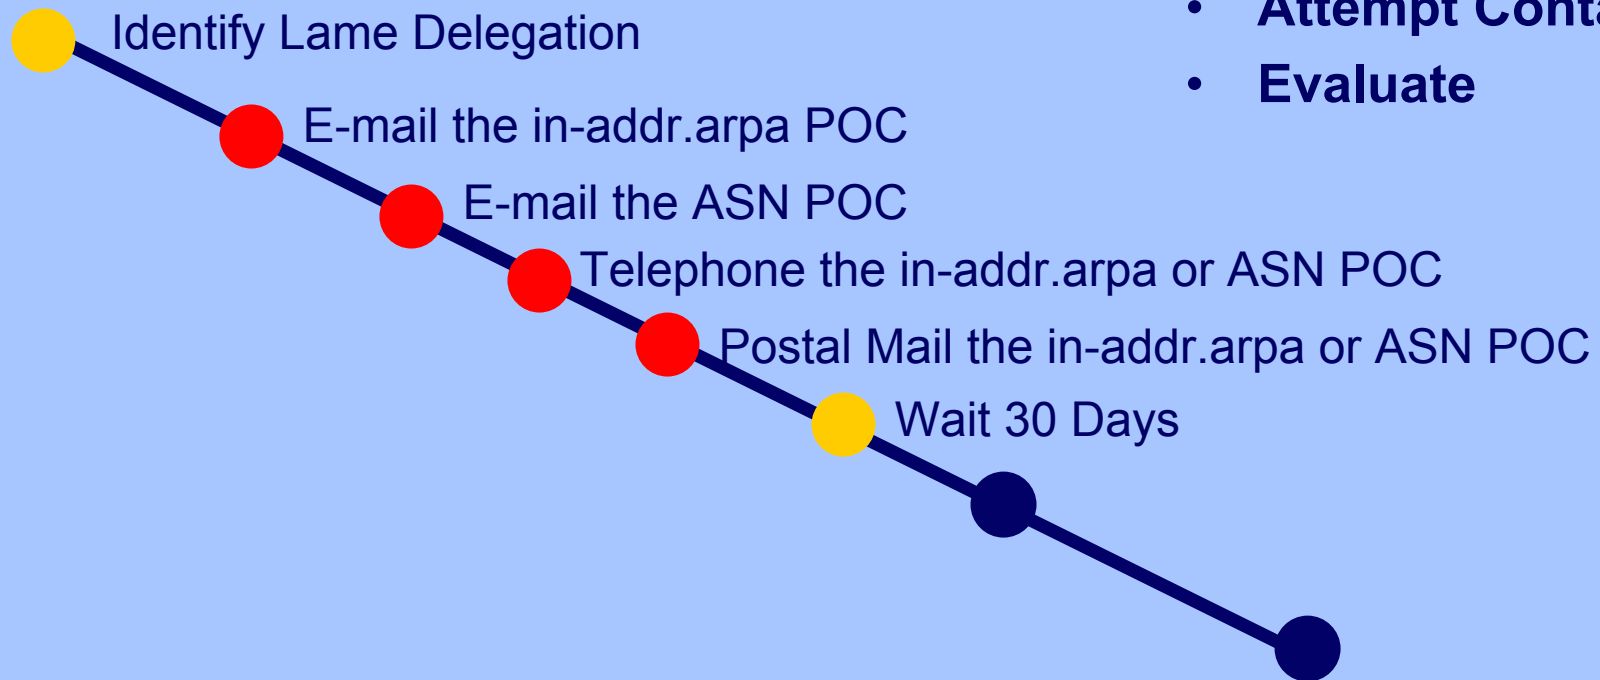 Identify Lame Delegation
E-mail the in-addr.arpa POC
E-mail the ASN POC
Telephone the in-addr.arpa or ASN POC
Postal Mail the in-addr.arpa or ASN POC
Wait 30 Days
• Attempt
• Evaluate